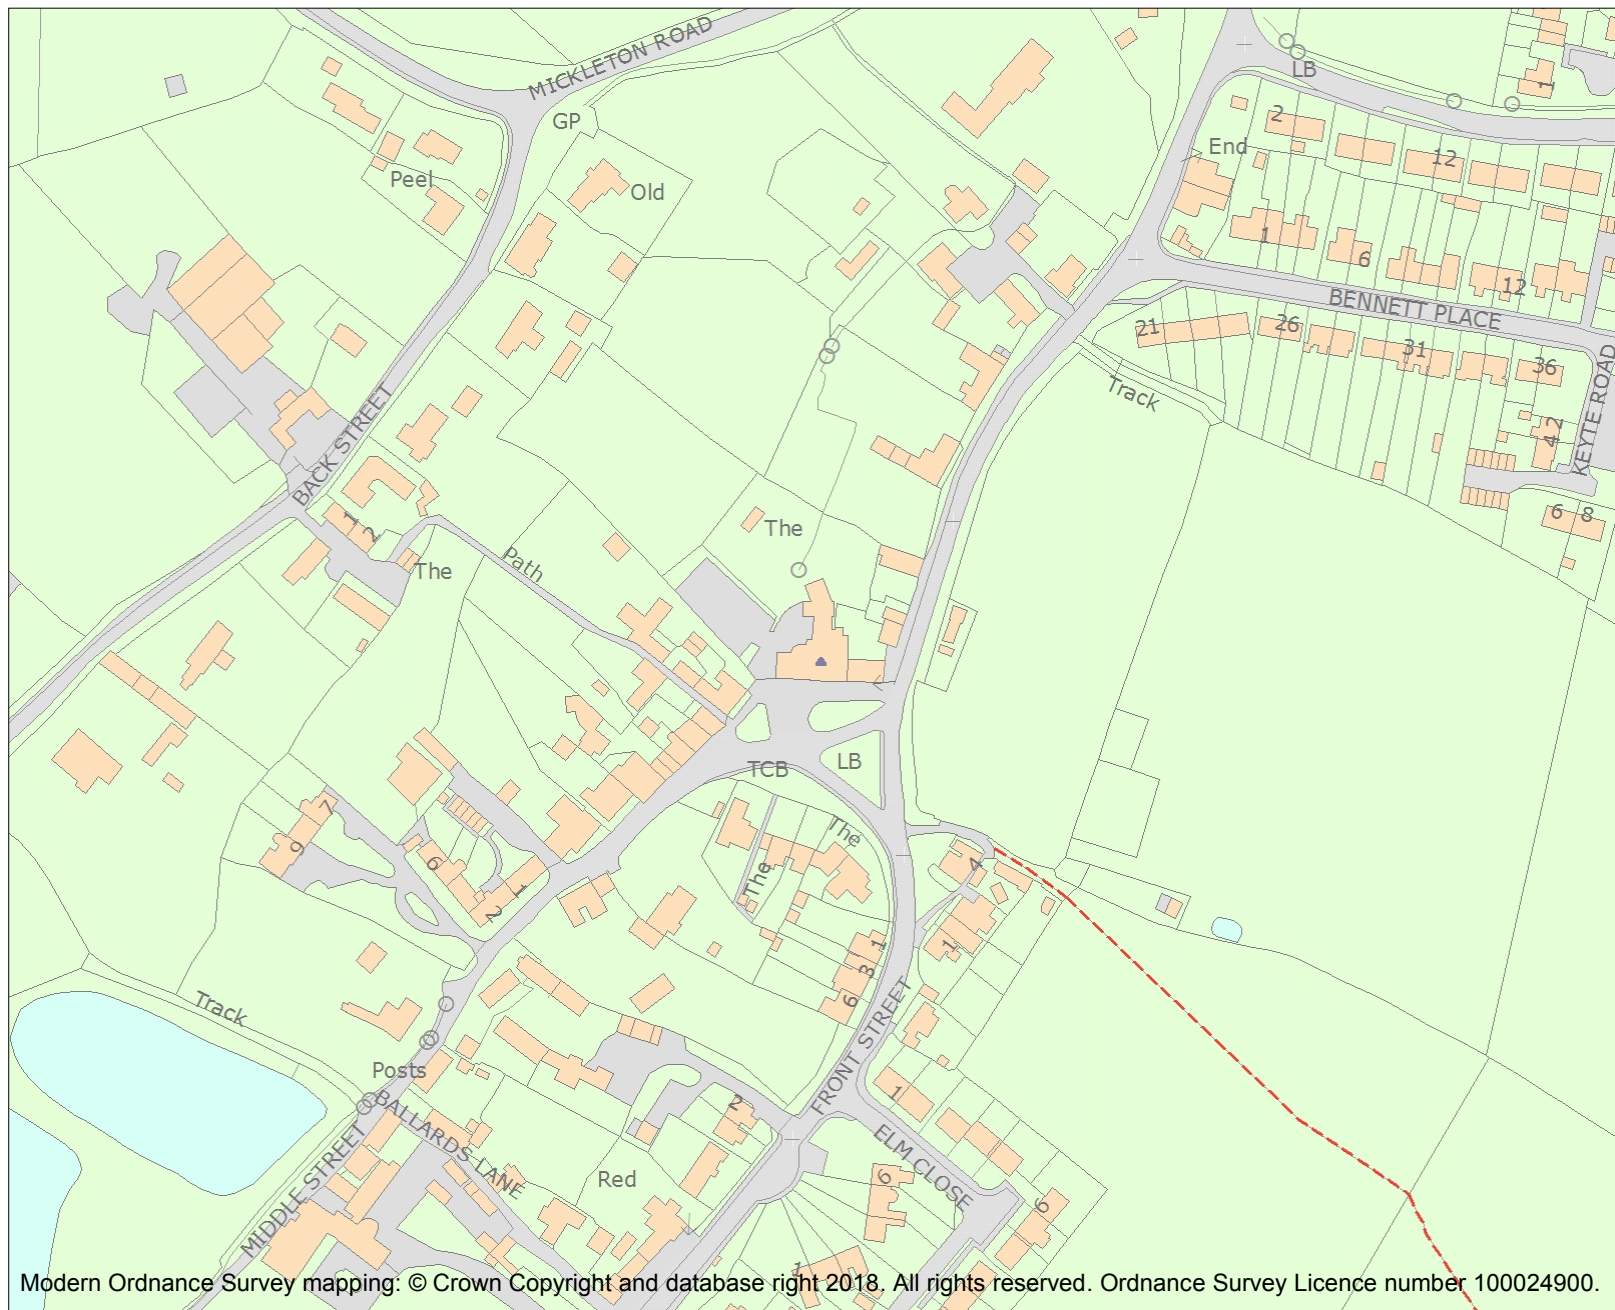 MICKLETON ROAD
LB
1
GP
2
End
12
Peel
Old
1
6
12
BENNETT PLACE
21
26
31
36
KEYTE ROAD
Track
BACK STREET
2
4
6
8
1
2
The
The
Path
TCB
LB
The
The
7
9
6
1
2
4
1
1
3
6
FRONT STREET
Track
Posts
BALLARDS LANE
MIDDLE STREET
2
1
ELM CLOSE
Red
6
6
1
Modern Ordnance Survey mapping: © Crown Copyright and database right 2018. All rights reserved. Ordnance Survey Licence number 100024900.